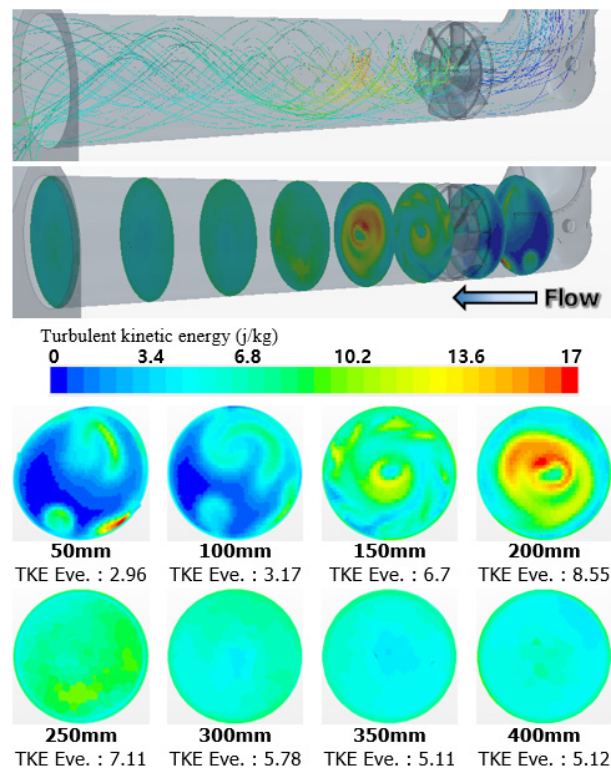 Flow
Turbulent kinetic energy (j/kg)
0 3.4 6.8 10.2 13.6 17
50mm 100mm 150mm 200mm
TKE Eve. : 2.96 TKE Eve. : 3.17 TKE Eve. : 6.7 TKE Eve. : 8.55
250mm 300mm 350mm 400mm
TKE Eve. : 7.11 TKE Eve. : 5.78 TKE Eve. : 5.11 TKE Eve. : 5.12